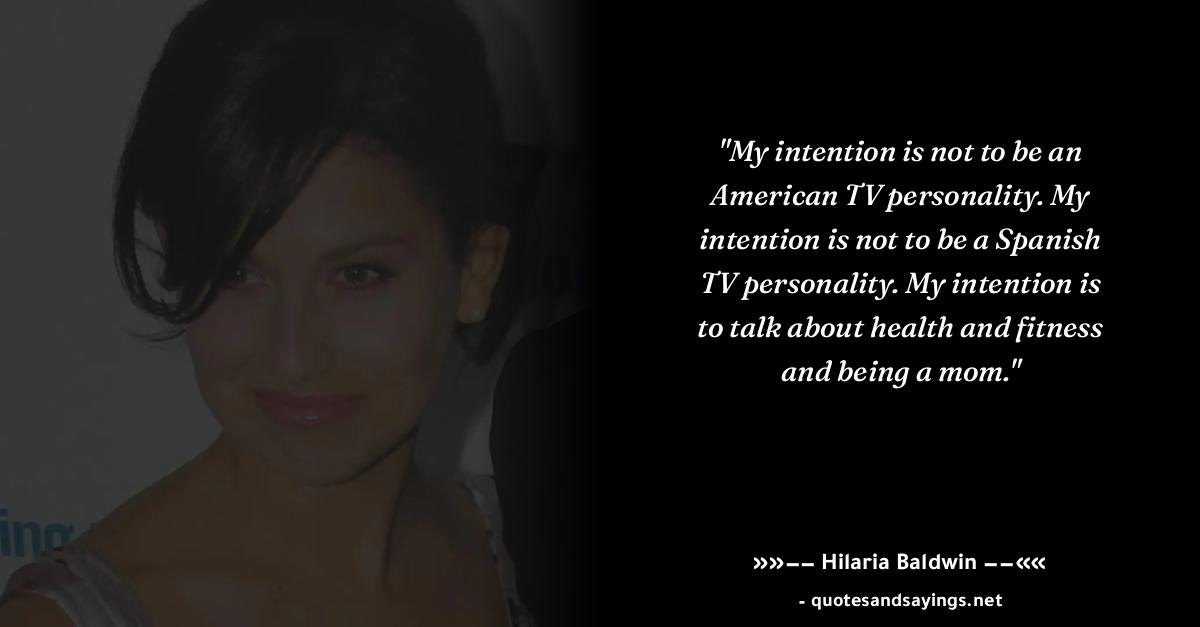 "My intention is not to be an
American TV personality. My
intention is not to be a Spanish
TV personality. My intention is
to talk about health and fitness
and being a mom."
»»−− Hilaria Baldwin −−««
- quotesandsayings.net
ing